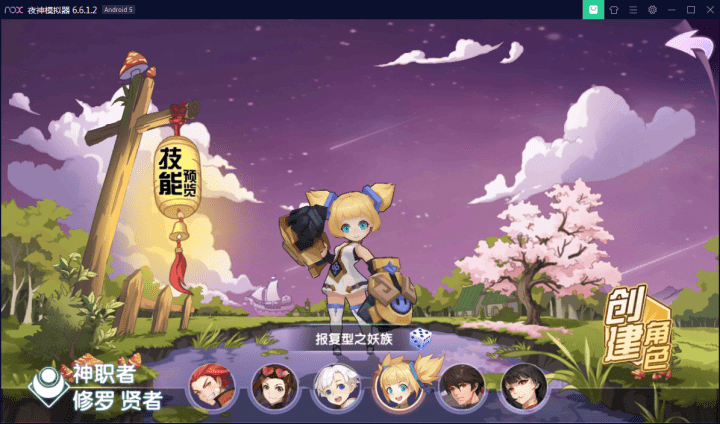 nox 夜神模拟器 6.6.1.2 Android 5
技能
预览
报复型之妖族
创建
角色
神职者
修罗 贤者